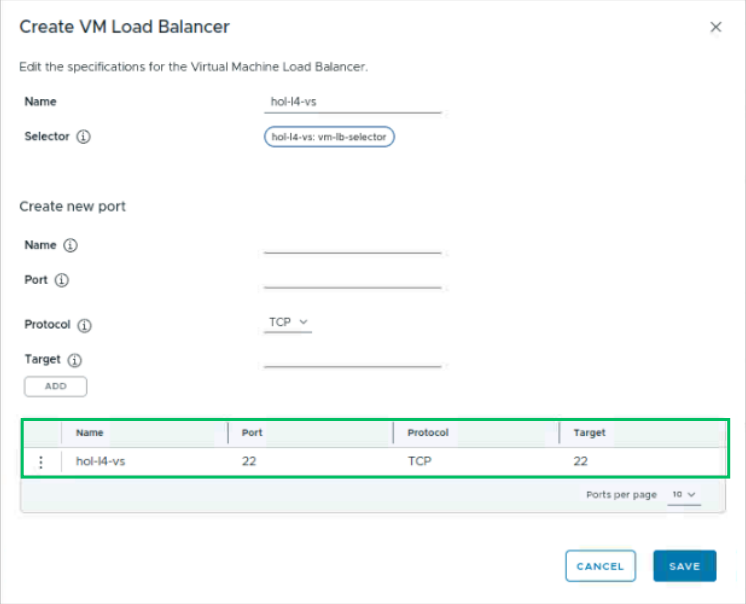 Create VM Load Balancer
Edit the specifications for the Virtual Machine Load Balancer.
Name hol-l4-vs
Selector hol-l4-vs: vm-lb-selector
Create new port
Name
Port
Protocol TCP
Target
ADD
Name Port Protocol Target
hol-l4-vs 22 TCP 22
Ports per page 10
CANCEL SAVE